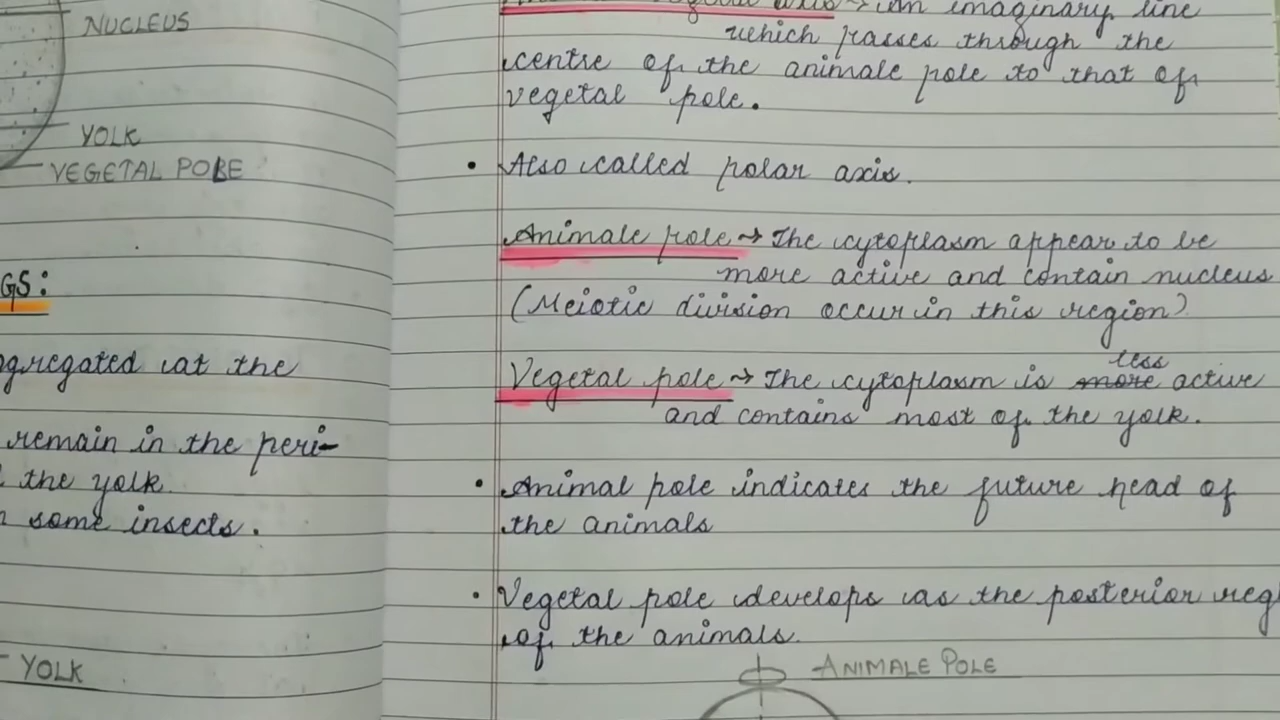 NUCLEUS
YOLK
VEGETAL POLE
GS:
at the
remain in the peri-
the yolk
some insects.
YOLK
An imaginary line
which passes through the
centre of the animale pole to that of
vegetal pole.
• Also called polar axis.
Animale pole → The cytoplasm appear to be
more active and contain nucleus
(Meiotic division occur in this region)
less
Vegetal pole → The cytoplasm is more active
and contains most of the yolk.
• Animal pole indicates the future head of
the animals
• Vegetal pole develops as the posterior reg
of the animals.
ANIMALE POLE